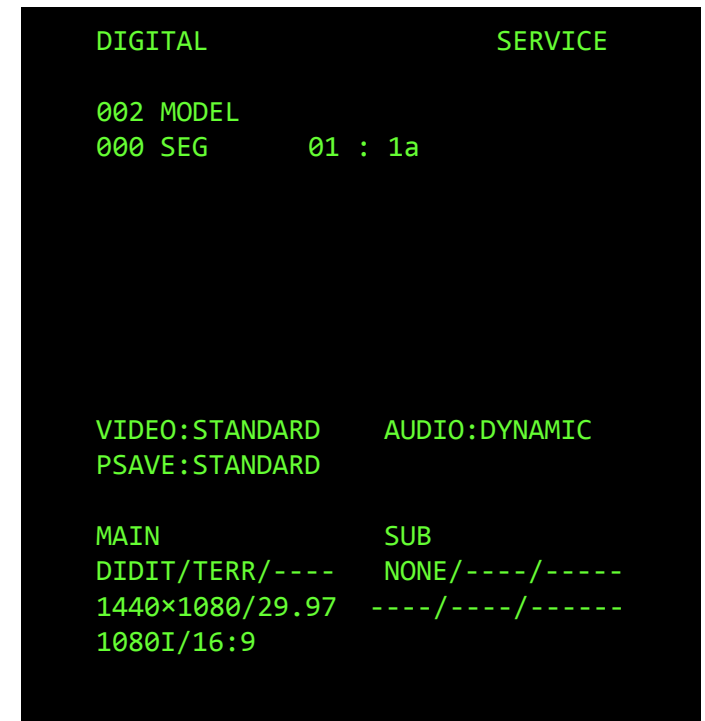 DIGITAL SERVICE
002 MODEL
000 SEG 01 : 1a
VIDEO:STANDARD AUDIO:DYNAMIC
PSAVE:STANDARD
MAIN SUB
DIDIT/TERR/---- NONE/----/-----
1440×1080/29.97 ----/----/------
1080I/16:9